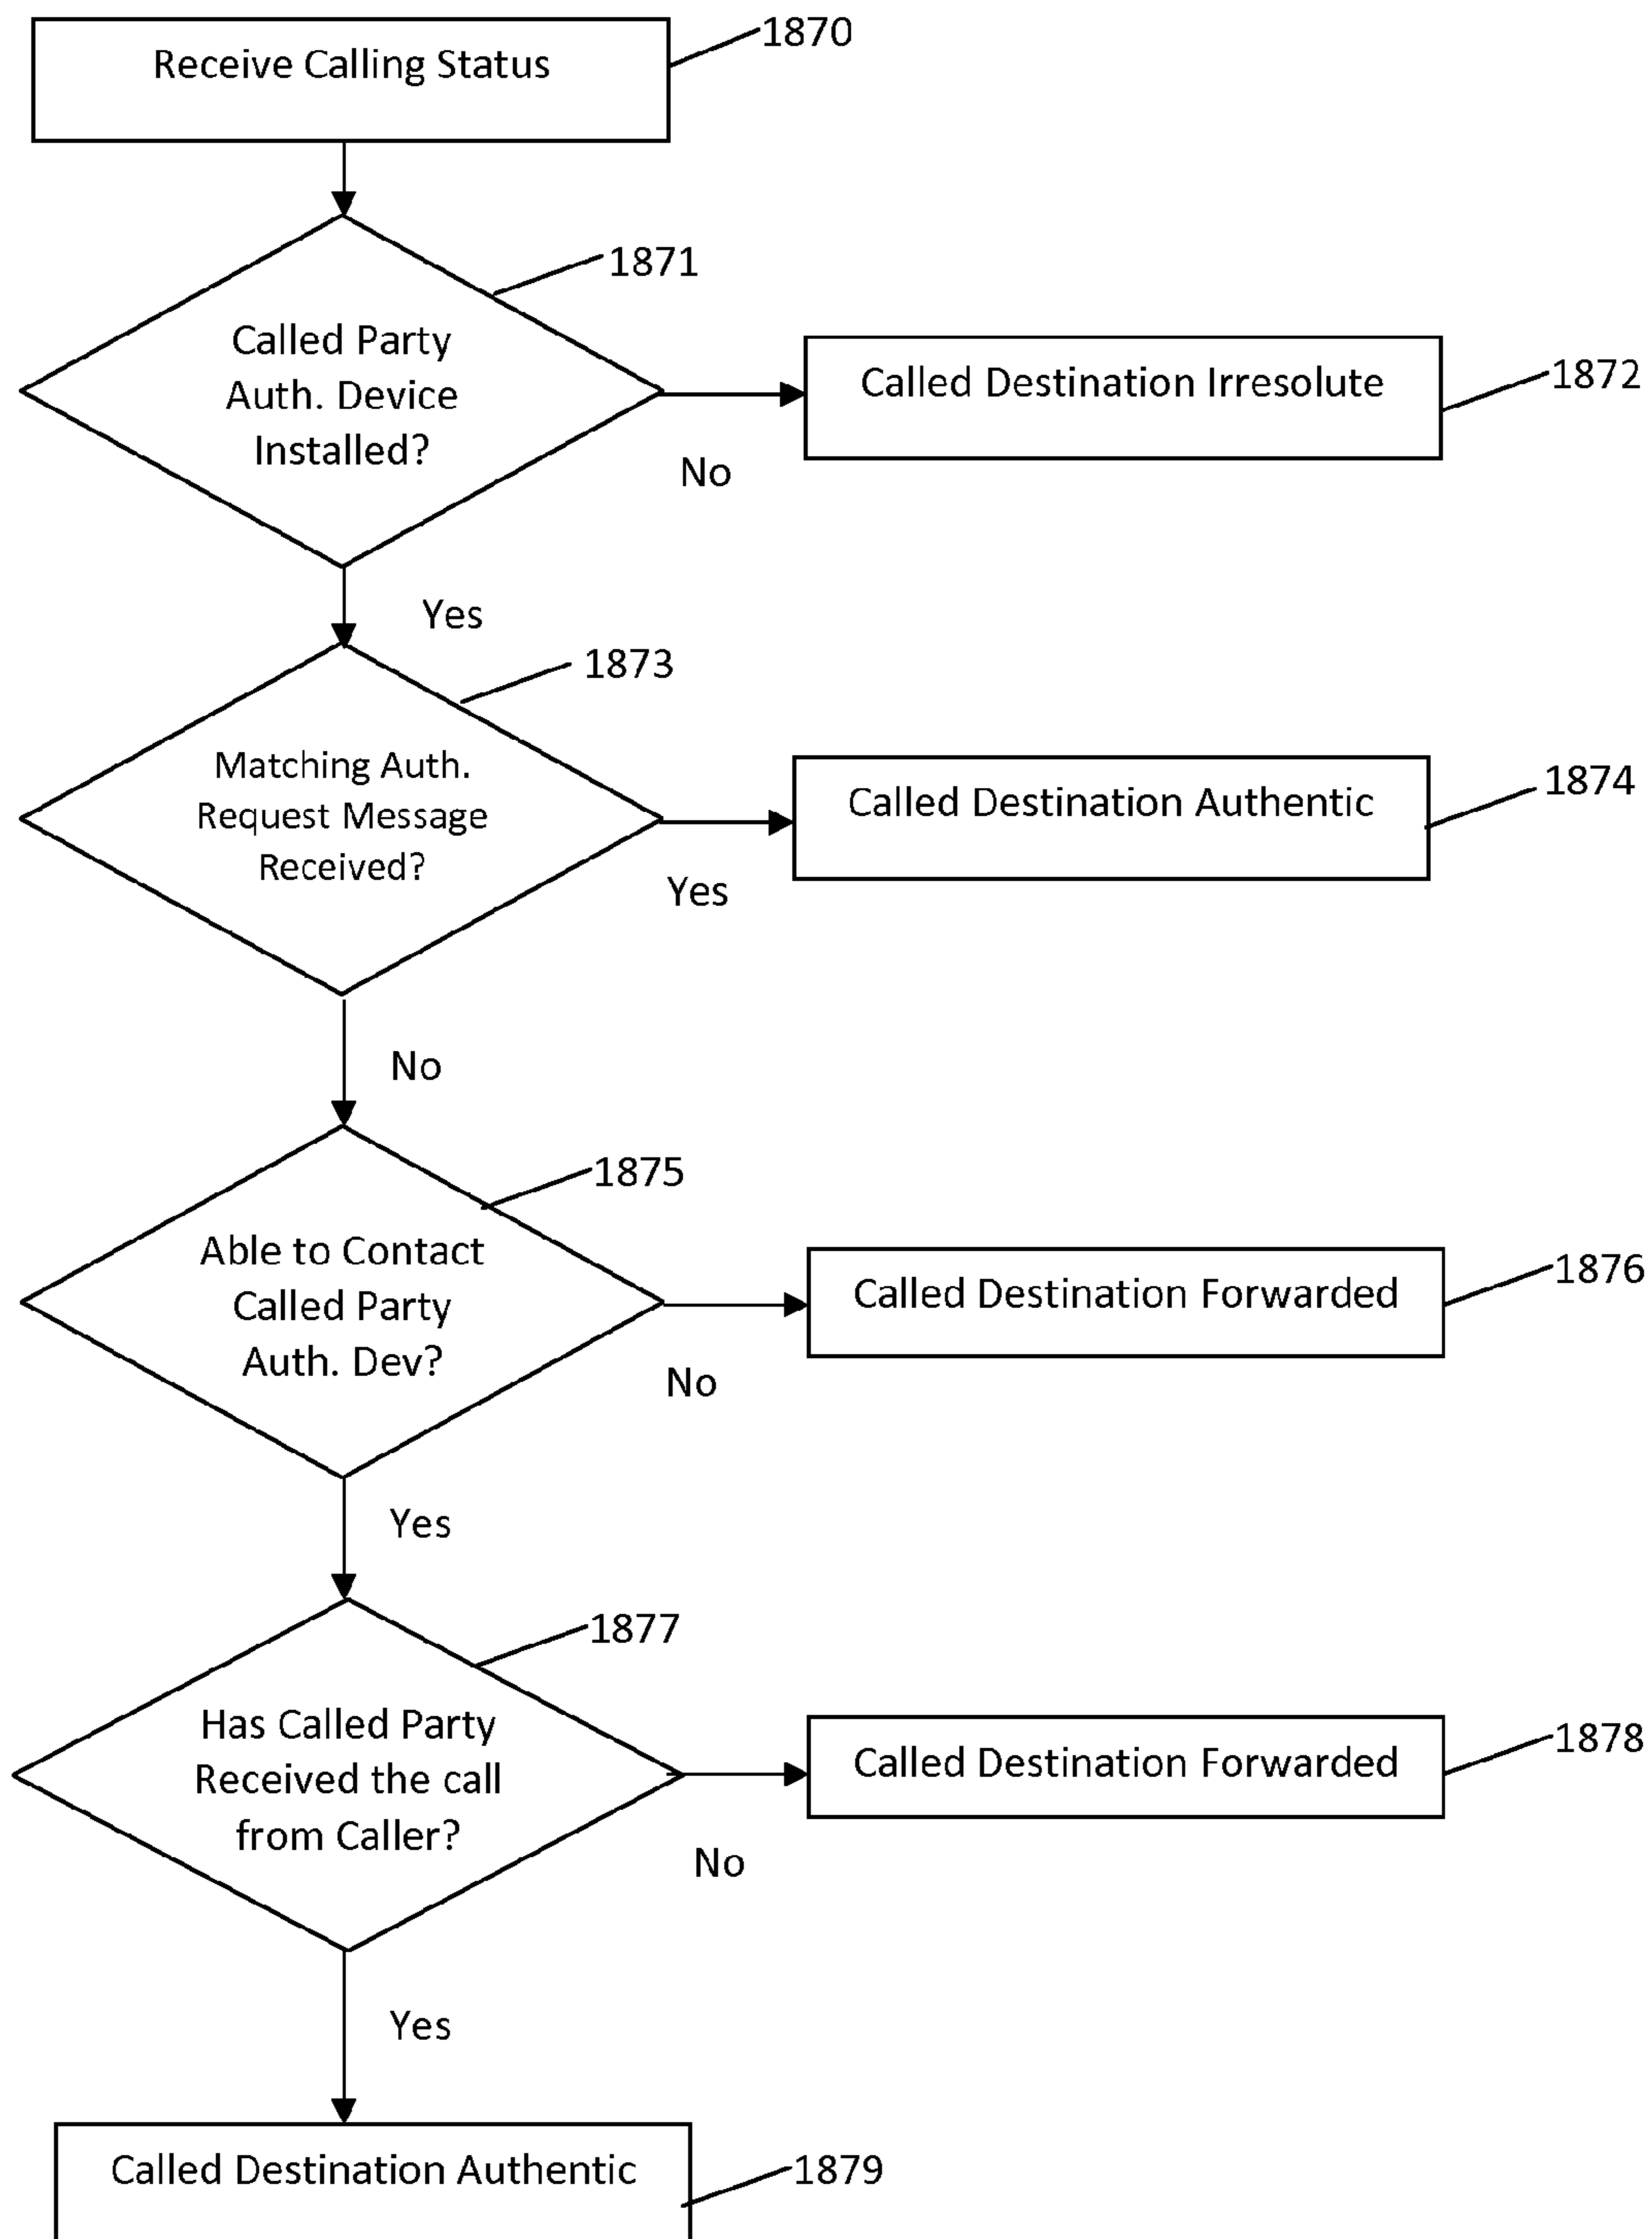 Receive Calling Status
1870
1871
Called Party
Auth. Device
Installed?
Called Destination Irresolute
1872
No
Yes
1873
Matching Auth.
Request Message
Received?
Called Destination Authentic
1874
Yes
No
1875
Able to Contact
Called Party
Auth. Dev?
Called Destination Forwarded
1876
No
Yes
1877
Has Called Party
Received the call
from Caller?
Called Destination Forwarded
1878
No
Yes
Called Destination Authentic
1879